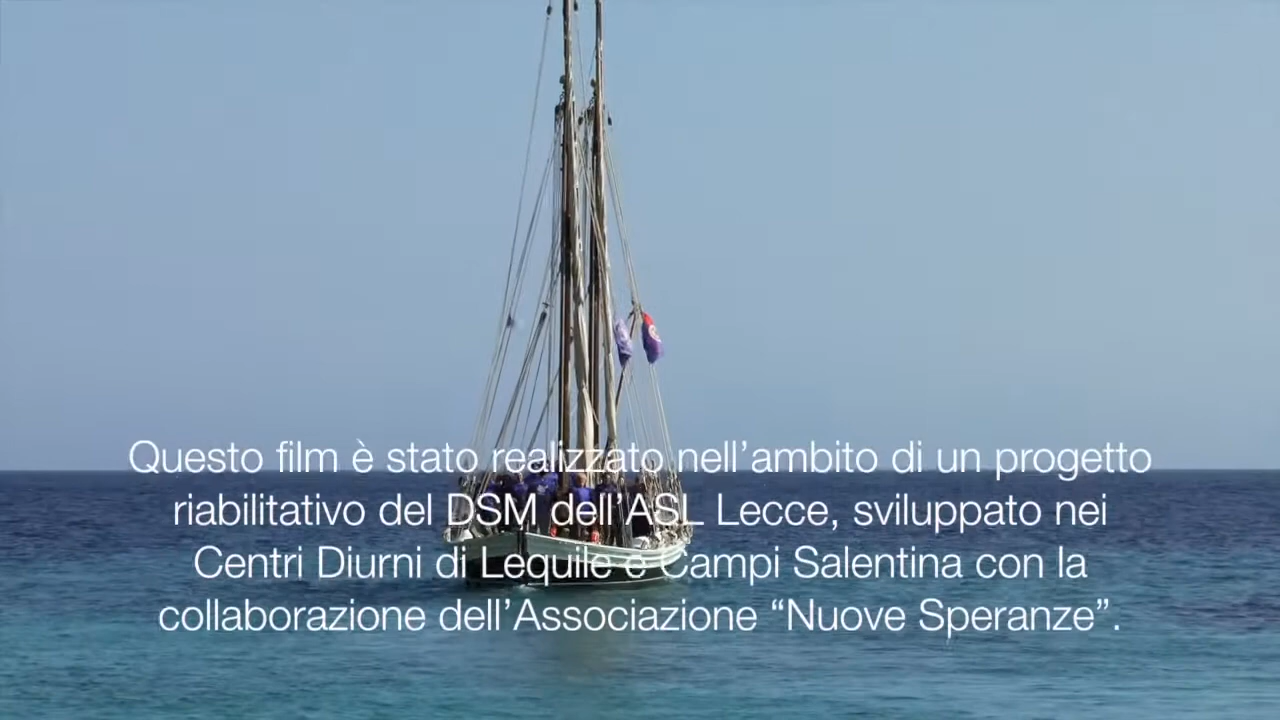 Questo film è stato realizzato nell’ambito di un progetto
riabilitativo del DSM dell’ASL Lecce, sviluppato nei
Centri Diurni di Lequile e Campi Salentina con la
collaborazione dell’Associazione “Nuove Speranze”.